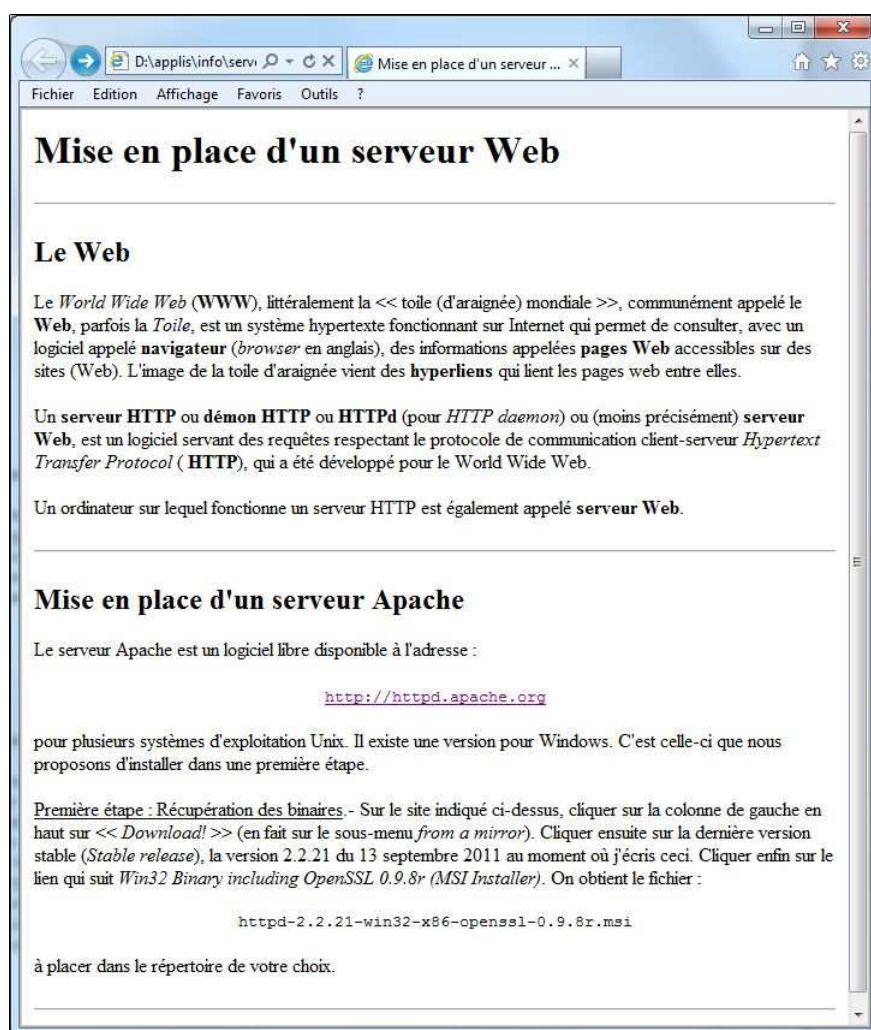 D:\applis\info\serv
Mise en place d'un serveur ...
Fichier Edition Affichage Favoris Outils ?
Mise en place d'un serveur Web
Le Web
Le World Wide Web (WWW), littéralement la << toile (d'araignée) mondiale >>, communément appelé le
Web, parfois la Toile, est un système hypertexte fonctionnant sur Internet qui permet de consulter, avec un
logiciel appelé navigateur (browser en anglais), des informations appelées pages Web accessibles sur des
sites (Web). L'image de la toile d'araignée vient des hyperliens qui lient les pages web entre elles.
Un serveur HTTP ou démon HTTP ou HTTPd (pour HTTP daemon) ou (moins précisément) serveur
Web, est un logiciel servant des requêtes respectant le protocole de communication client-serveur Hypertext
Transfer Protocol ( HTTP), qui a été développé pour le World Wide Web.
Un ordinateur sur lequel fonctionne un serveur HTTP est également appelé serveur Web.
Mise en place d'un serveur Apache
Le serveur Apache est un logiciel libre disponible à l'adresse :
http://httpd.apache.org
pour plusieurs systèmes d'exploitation Unix. Il existe une version pour Windows. C'est celle-ci que nous
proposons d'installer dans une première étape.
Première étape : Récupération des binaires.- Sur le site indiqué ci-dessus, cliquer sur la colonne de gauche en
haut sur << Download! >> (en fait sur le sous-menu from a mirror). Cliquer ensuite sur la dernière version
stable (Stable release), la version 2.2.21 du 13 septembre 2011 au moment où j'écris ceci. Cliquer enfin sur le
lien qui suit Win32 Binary including OpenSSL 0.9.8r (MSI Installer). On obtient le fichier :
httpd-2.2.21-win32-x86-openssl-0.9.8r.msi
à placer dans le répertoire de votre choix.